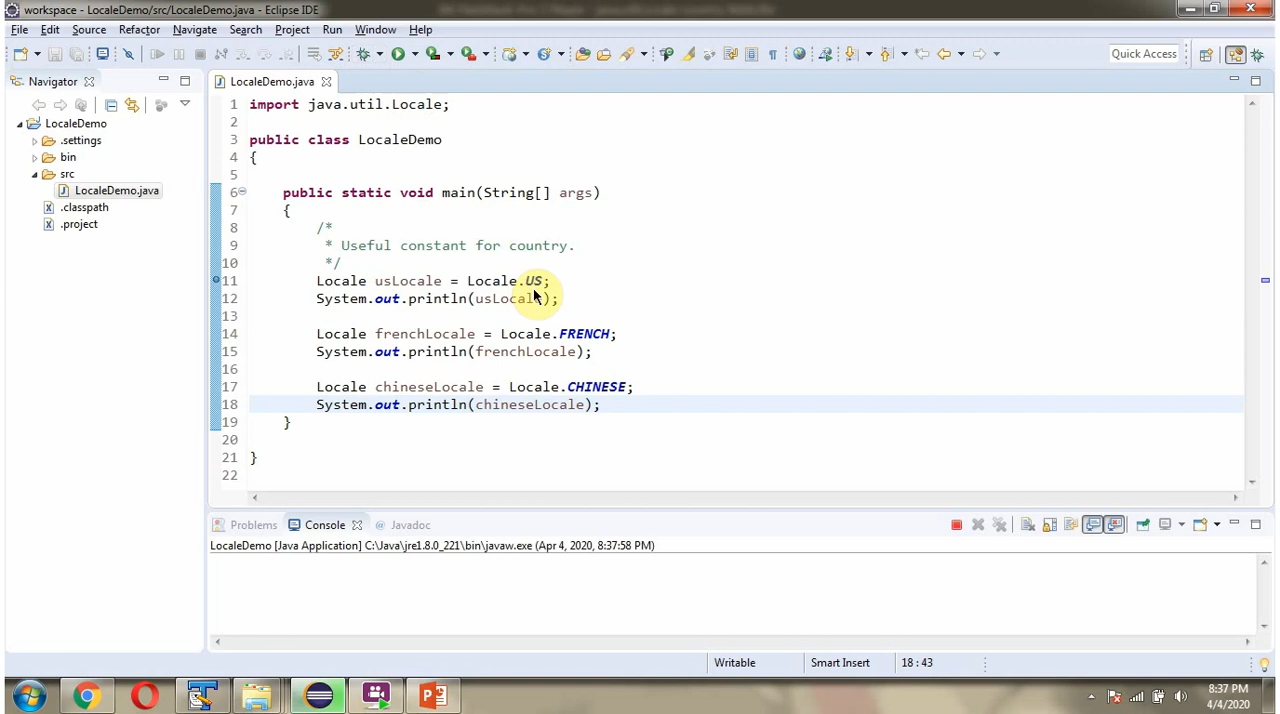 workspace - LocaleDemo/src/LocaleDemo.java - Eclipse IDE
File Edit Source Refactor Navigate Search Project Run Window Help
Quick Access
Navigator
LocaleDemo
.settings
bin
src
LocaleDemo.java
.classpath
.project
LocaleDemo.java
1 import java.util.Locale;
2
3 public class LocaleDemo
4 {
5
6 public static void main(String[] args)
7 {
8 /*
9 * Useful constant for country.
10 */
11 Locale usLocale = Locale.US;
12 System.out.println(usLocale);
13
14 Locale frenchLocale = Locale.FRENCH;
15 System.out.println(frenchLocale);
16
17 Locale chineseLocale = Locale.CHINESE;
18 System.out.println(chineseLocale);
19 }
20
21 }
22
Problems Console Javadoc
LocaleDemo [Java Application] C:\Java\jre1.8.0_221\bin\javaw.exe (Apr 4, 2020, 8:37:58 PM)
Writable Smart Insert 18 : 43
8:37 PM
4/4/2020